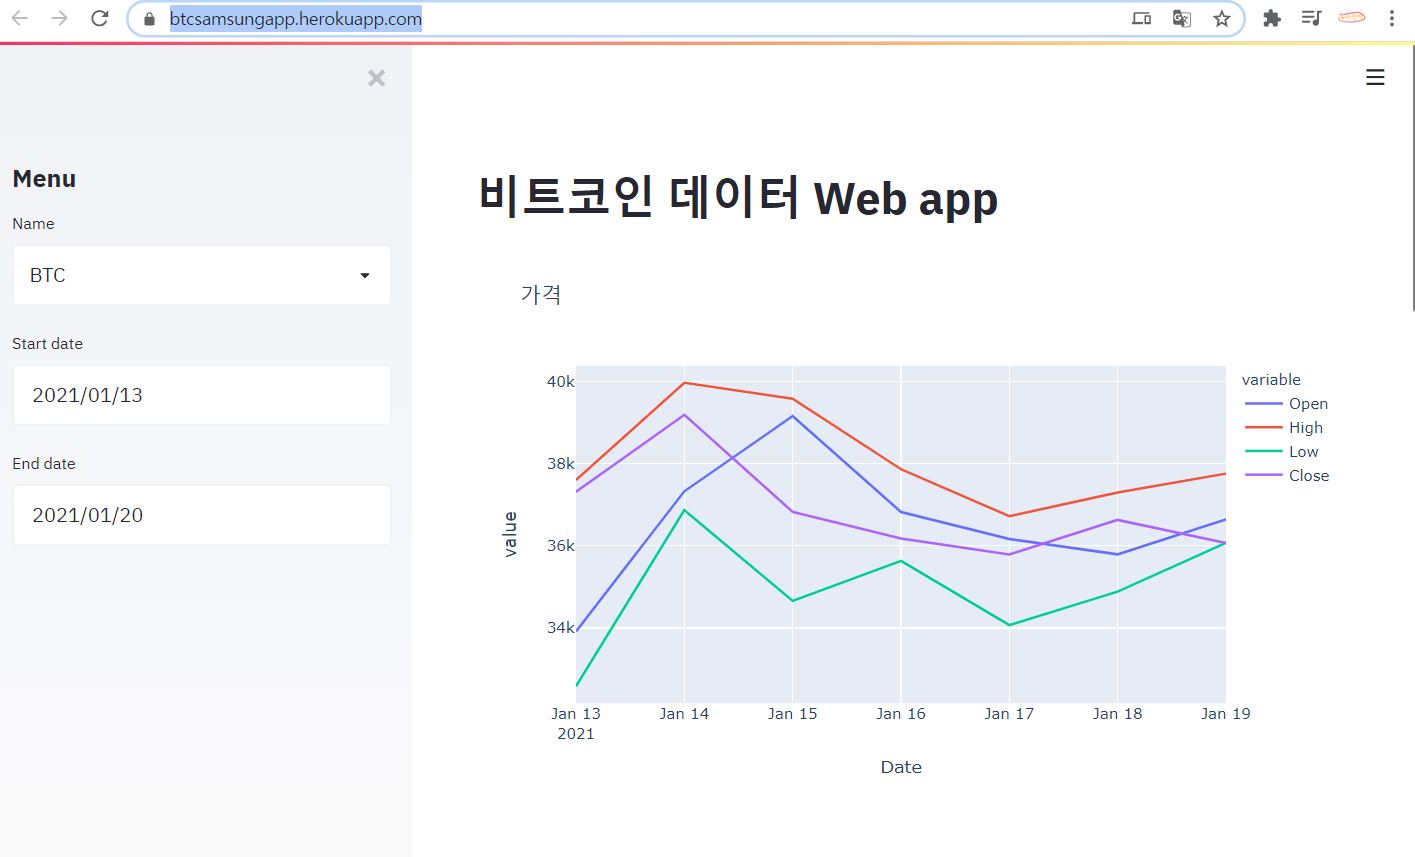 btcsamsungapp.herokuapp.com
Menu
Name
BTC
Start date
2021/01/13
End date
2021/01/20
비트코인 데이터 Web app
가격
40k
38k
36k
34k
value
Jan 13
2021
Jan 14
Jan 15
Jan 16
Jan 17
Jan 18
Jan 19
Date
variable
Open
High
Low
Close